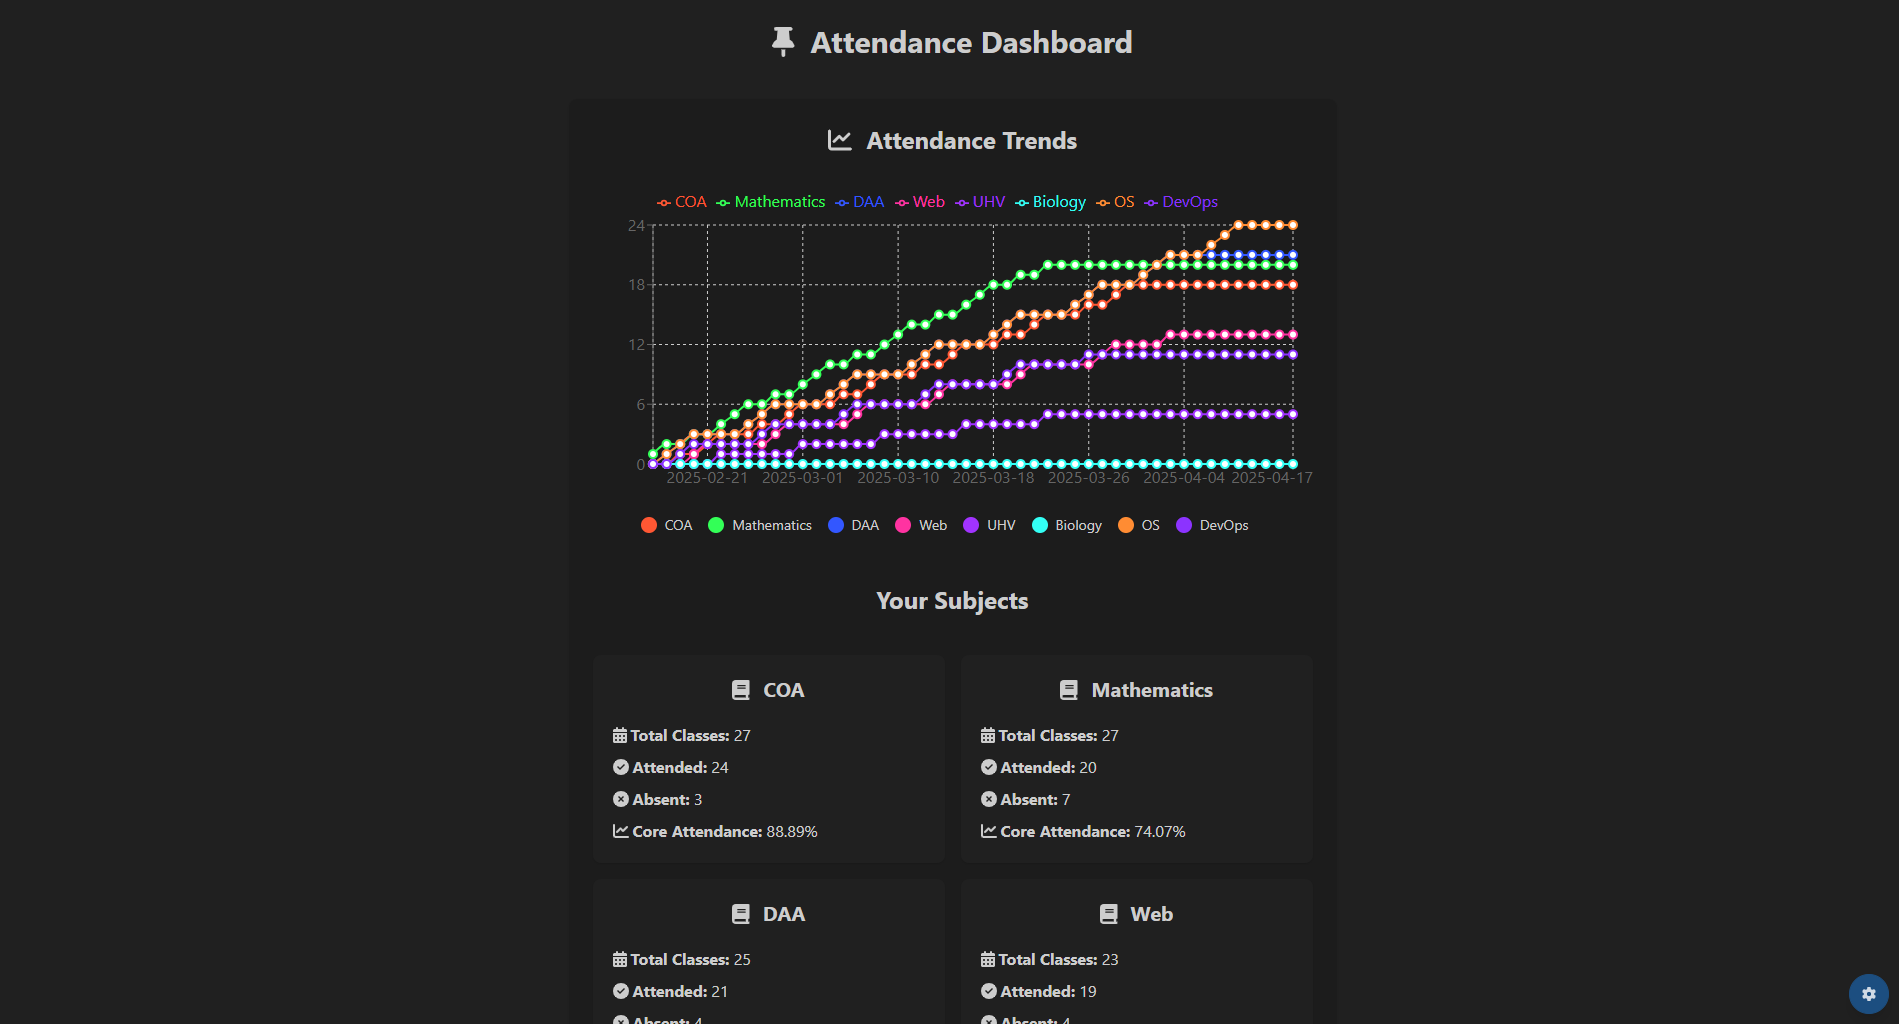 Attendance Dashboard
Attendance Trends
COA Mathematics DAA Web UHV Biology OS DevOps
24
18
12
6
0
2025-02-21 2025-03-01 2025-03-10 2025-03-18 2025-03-26 2025-04-04 2025-04-17
COA Mathematics DAA Web UHV Biology OS DevOps
Your Subjects
COA
Total Classes: 27
Attended: 24
Absent: 3
Core Attendance: 88.89%
Mathematics
Total Classes: 27
Attended: 20
Absent: 7
Core Attendance: 74.07%
DAA
Total Classes: 25
Attended: 21
Absent: 4
Web
Total Classes: 23
Attended: 19
Absent: 4